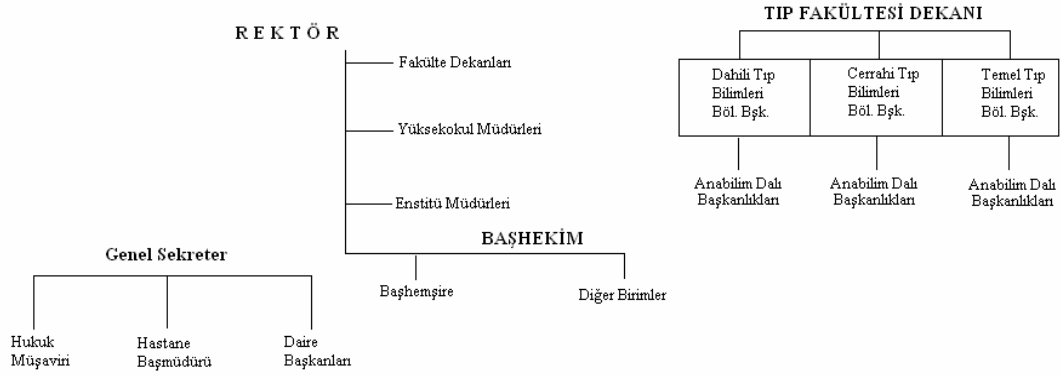 R E K T Ö R
Fakülte Dekanları
Yüksekokul Müdürleri
Enstitü Müdürleri
BAŞHEKİM
Başhemşire
Diğer Birimler
Genel Sekreter
Hukuk
Müşaviri
Hastane
Başmüdürü
Daire
Başkanları
TIP FAKÜLTESİ DEKANI
Dahili Tıp
Bilimleri
Böl. Bşk.
Cerrahi Tıp
Bilimleri
Böl. Bşk.
Temel Tıp
Bilimleri
Böl. Bşk.
Anabilim Dalı
Başkanlıkları
Anabilim Dalı
Başkanlıkları
Anabilim Dalı
Başkanlıkları